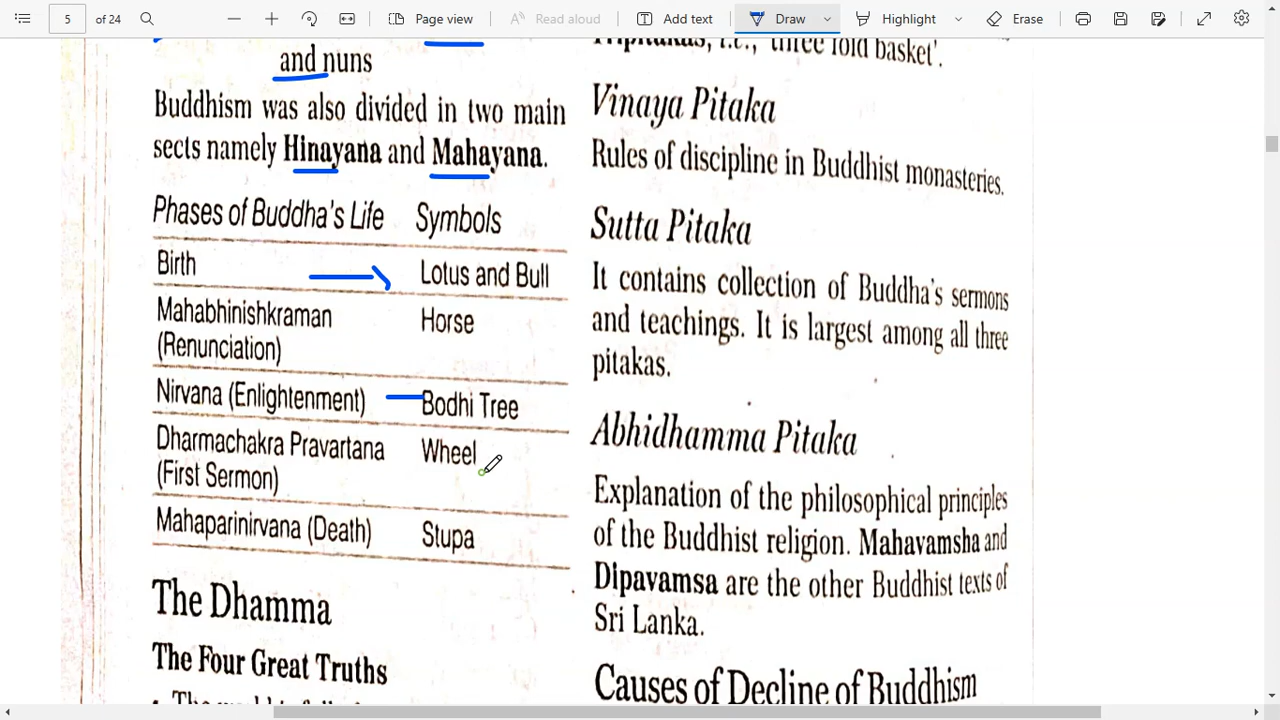 5 of 24
Page view
Read aloud
Add text
Draw
Highlight
Erase
and nuns
Buddhism was also divided in two main
sects namely Hinayana and Mahayana.
Phases of Buddha's Life Symbols
Birth Lotus and Bull
Mahabhinishkraman Horse
(Renunciation)
Nirvana (Enlightenment) Bodhi Tree
Dharmachakra Pravartana Wheel
(First Sermon)
Mahaparinirvana (Death) Stupa
The Dhamma
The Four Great Truths
Tripitakas, i.e., 'three fold basket'.
Vinaya Pitaka
Rules of discipline in Buddhist monasteries.
Sutta Pitaka
It contains collection of Buddha's sermons
and teachings. It is largest among all three
pitakas.
Abhidhamma Pitaka
Explanation of the philosophical principles
of the Buddhist religion. Mahavamsha and
Dipavamsa are the other Buddhist texts of
Sri Lanka.
Causes of Decline of Buddhism